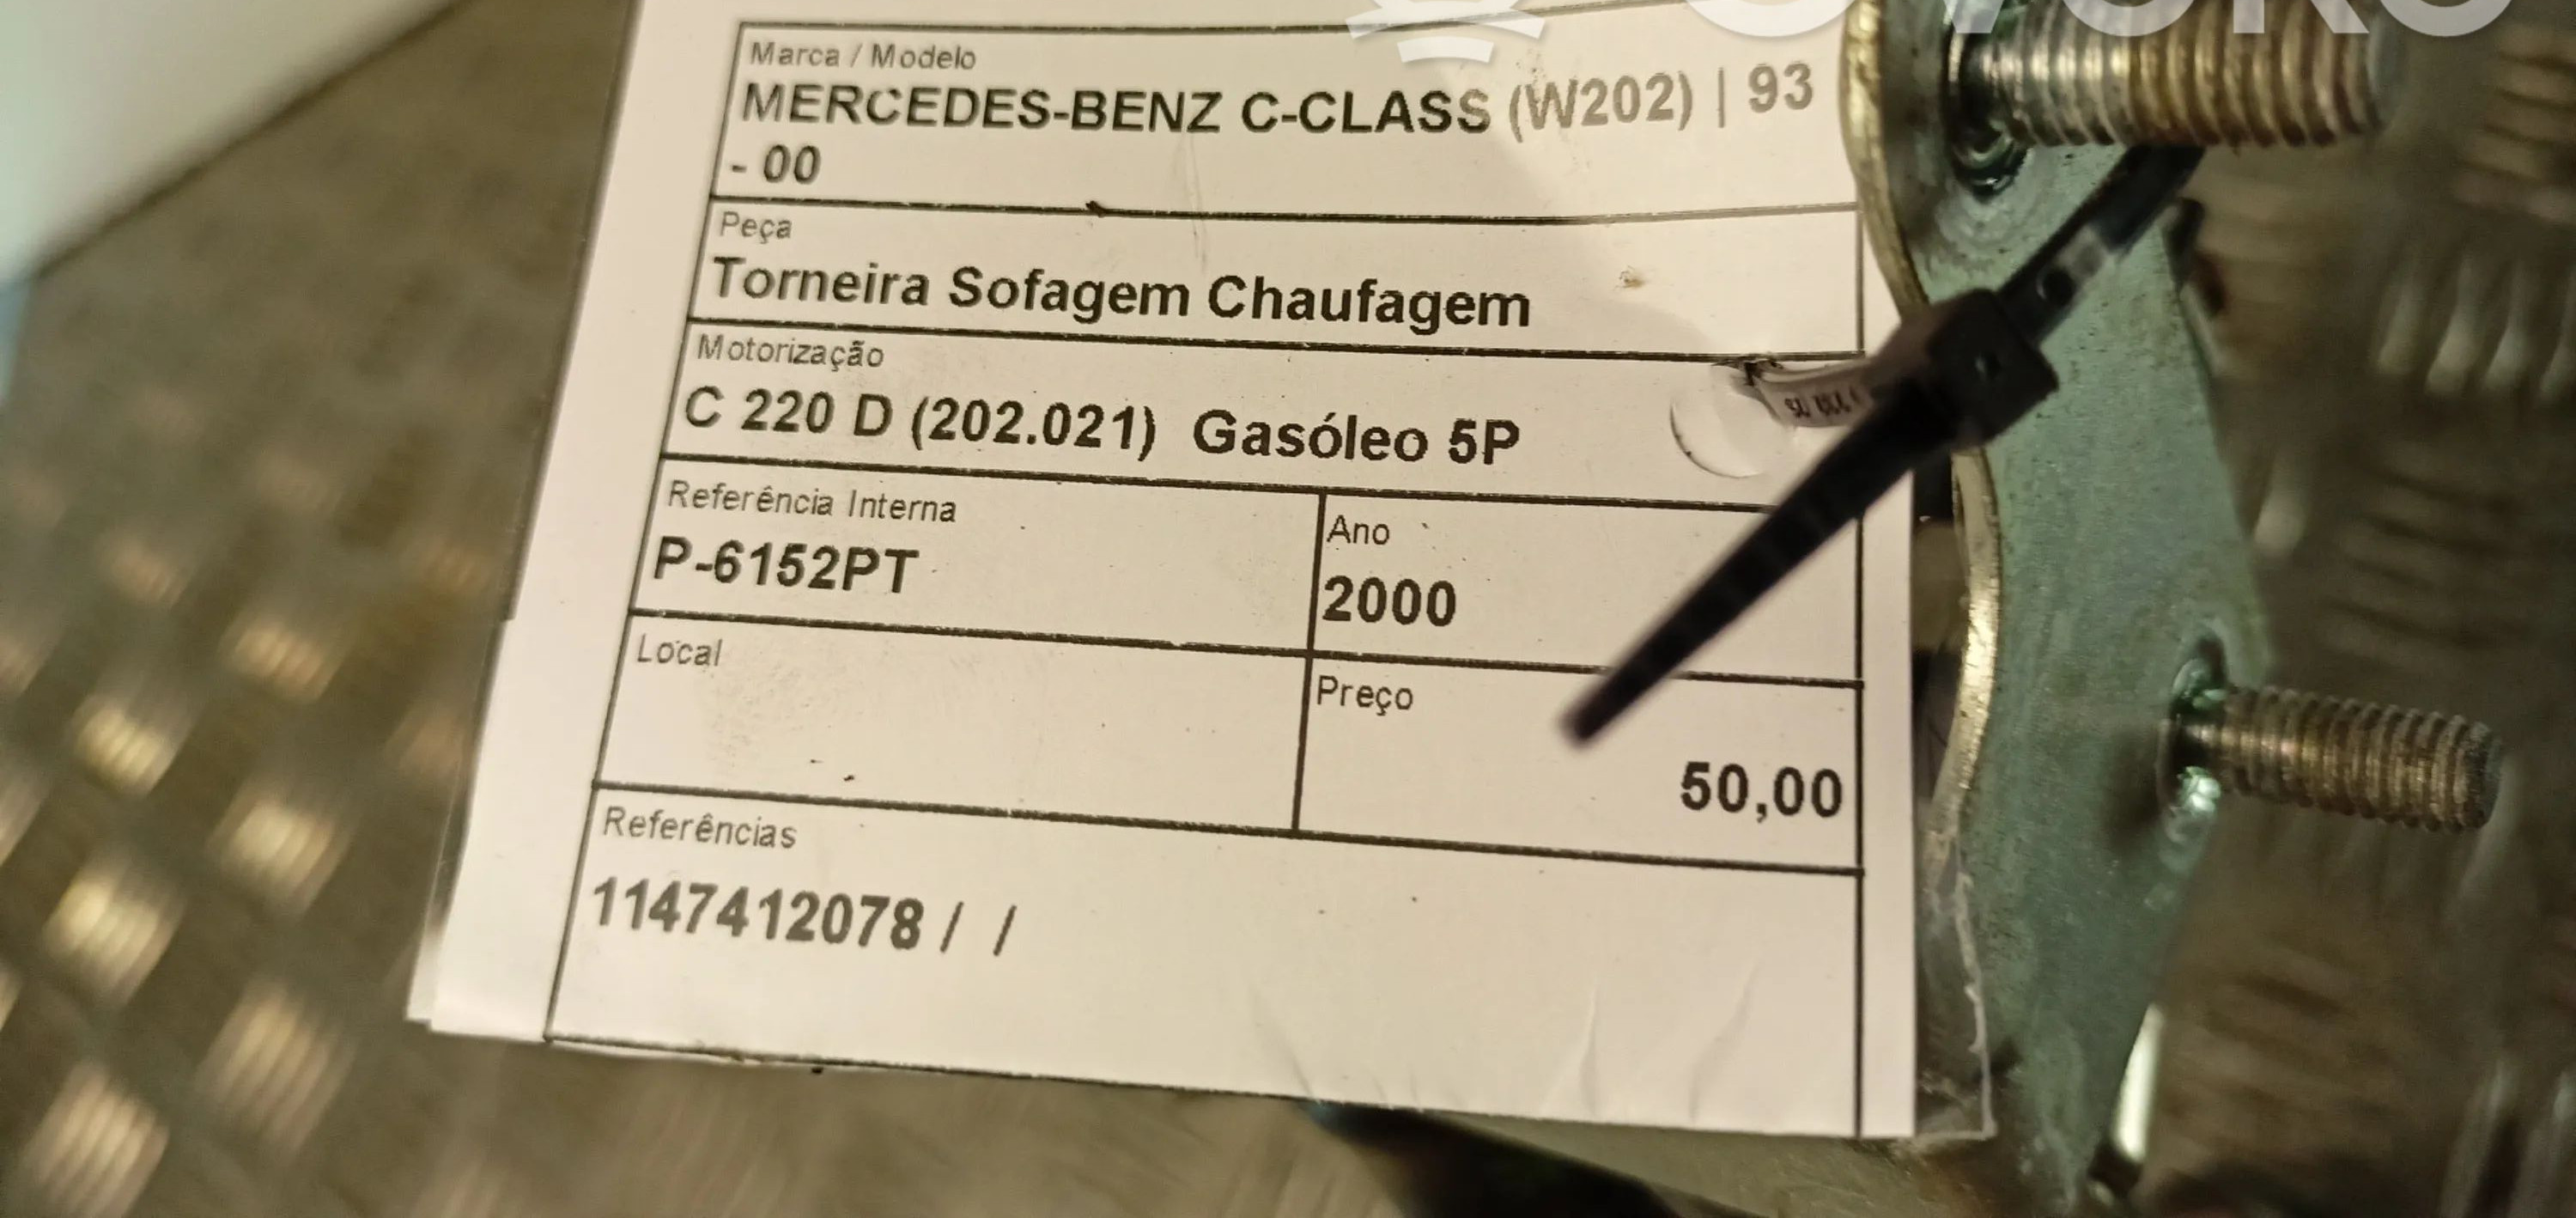 Marca / Modelo
MERCEDES-BENZ C-CLASS (W202) | 93
- 00
Peça
Torneira Sofagem Chaufagem
Motorização
C 220 D (202.021) Gasóleo 5P
Referência Interna
P-6152PT
Ano
2000
Local
Preço
50,00
Referências
1147412078 / /